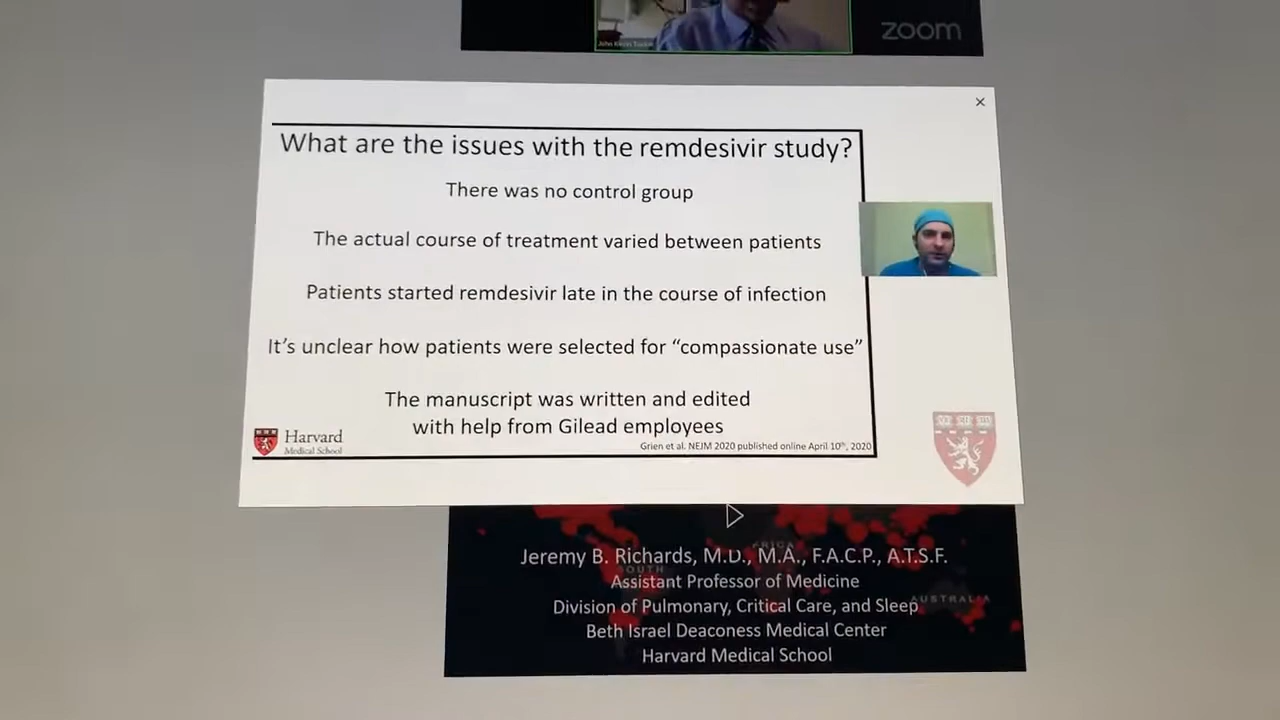 zoom
What are the issues with the remdesivir study?
There was no control group
The actual course of treatment varied between patients
Patients started remdesivir late in the course of infection
It's unclear how patients were selected for “compassionate use”
The manuscript was written and edited
with help from Gilead employees
Harvard
Medical School
Grien et al. NEJM 2020 published online April 10th, 2020
Jeremy B. Richards, M.D., M.A., F.A.C.P., A.T.S.F.
SOUTH
Assistant Professor of Medicine
AUSTRALIA
Division of Pulmonary, Critical Care, and Sleep
Beth Israel Deaconess Medical Center
Harvard Medical School